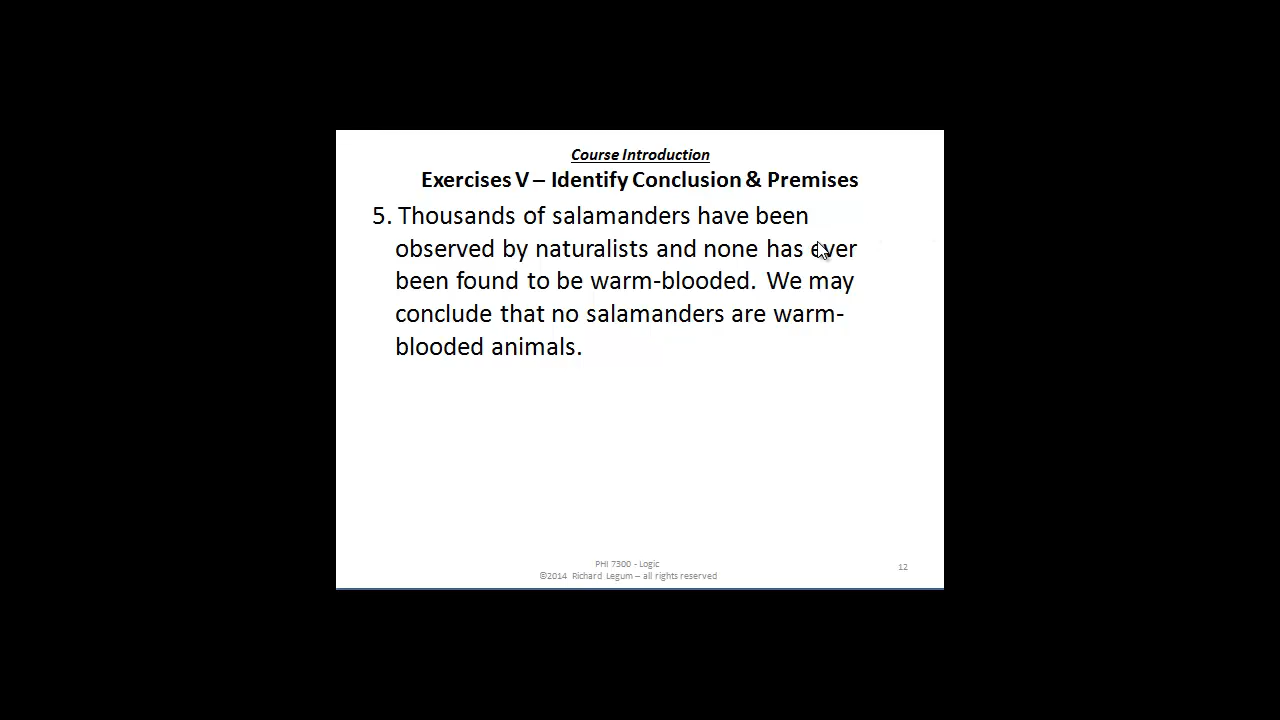 Course Introduction
Exercises V – Identify Conclusion & Premises
5. Thousands of salamanders have been
observed by naturalists and none has ever
been found to be warm-blooded. We may
conclude that no salamanders are warm-
blooded animals.
PHI 7300 - Logic
©2014 Richard Legum – all rights reserved
12